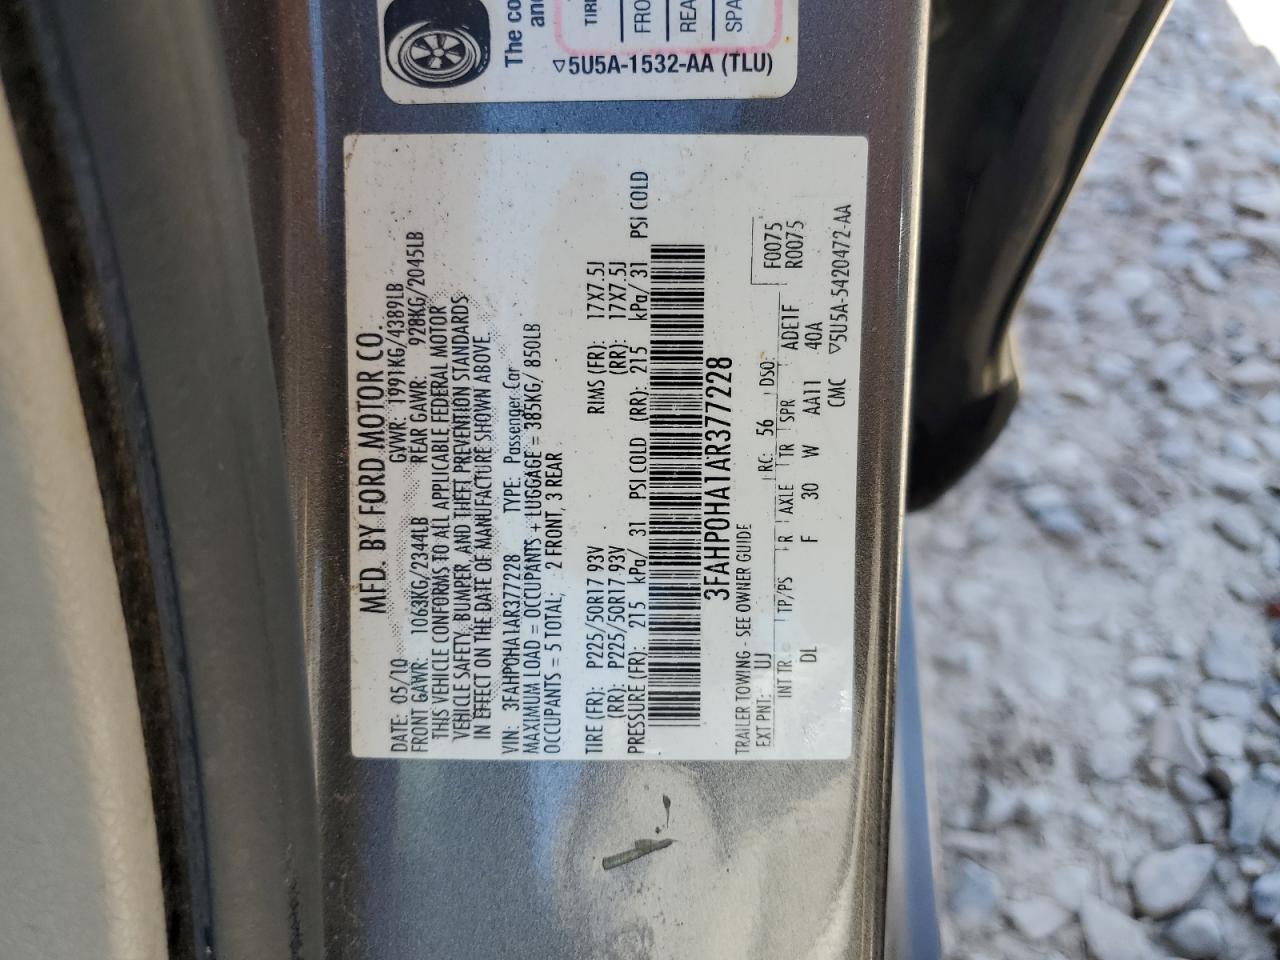 The co
and
TIRE
FRO
REA
SPA
▽5U5A-1532-AA (TLU)
MFD. BY FORD MOTOR CO.
DATE: 05/10 GVWR: 1991KG/4389LB
FRONT GAWR: 1063KG/2344LB REAR GAWR: 928KG/2045LB
THIS VEHICLE CONFORMS TO ALL APPLICABLE FEDERAL MOTOR
VEHICLE SAFETY, BUMPER, AND THEFT PREVENTION STANDARDS
IN EFFECT ON THE DATE OF MANUFACTURE SHOWN ABOVE.
VIN: 3FAHP0HA1AR377228 TYPE: Passenger Car
MAXIMUM LOAD = OCCUPANTS + LUGGAGE = 385KG/ 850LB
OCCUPANTS = 5 TOTAL; 2 FRONT, 3 REAR
TIRE (FR): P225/50R17 93V RIMS (FR): 17X7.5J
(RR): P225/50R17 93V (RR): 17X7.5J
PRESSURE (FR): 215 kPa/ 31 PSI COLD (RR): 215 kPa/ 31 PSi COLD
3FAHP0HA1AR377228
TRAILER TOWING - SEE OWNER GUIDE
EXT PNT: UJ RC: 56 DSO: F0075
R0075
INT TR TP/PS R AXLE TR SPR ADE1F
DL F 30 W AA11 40A
CMC ▽5U5A-5420472-AA